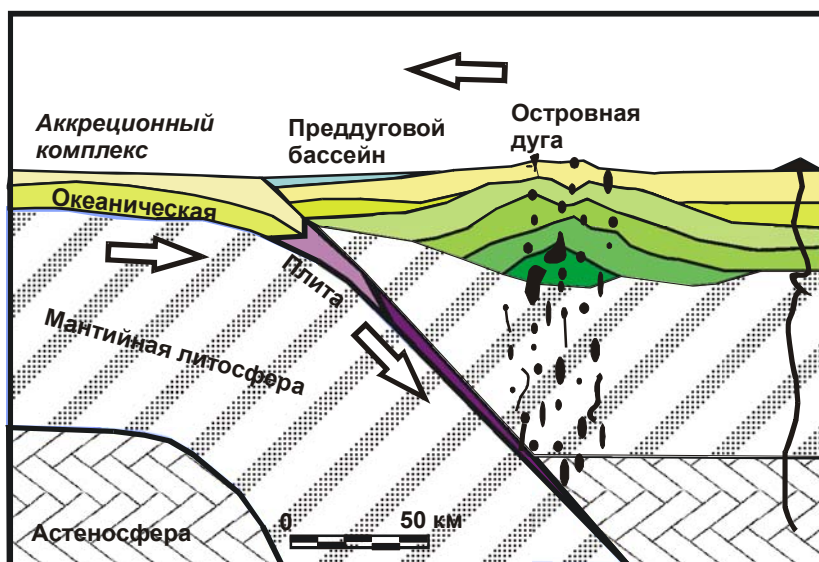 Островная
дуга
Аккреционный
комплекс
Преддуговой
бассейн
Океаническая
Плита
Мантийная литосфера
Астеносфера
0 50 км